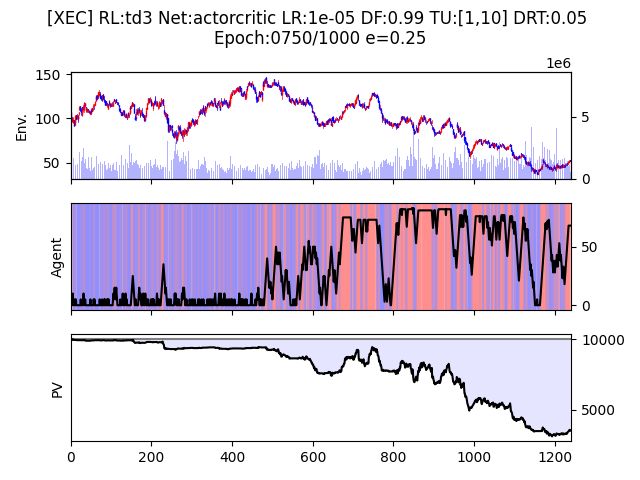 [XEC] RL:td3 Net:actorcritic LR:1e-05 DF:0.99 TU:[1,10] DRT:0.05
Epoch:0750/1000 e=0.25
1e6
150
100
50
Env.
5
0
Agent
50
0
PV
10000
5000
0
200
400
600
800
1000
1200